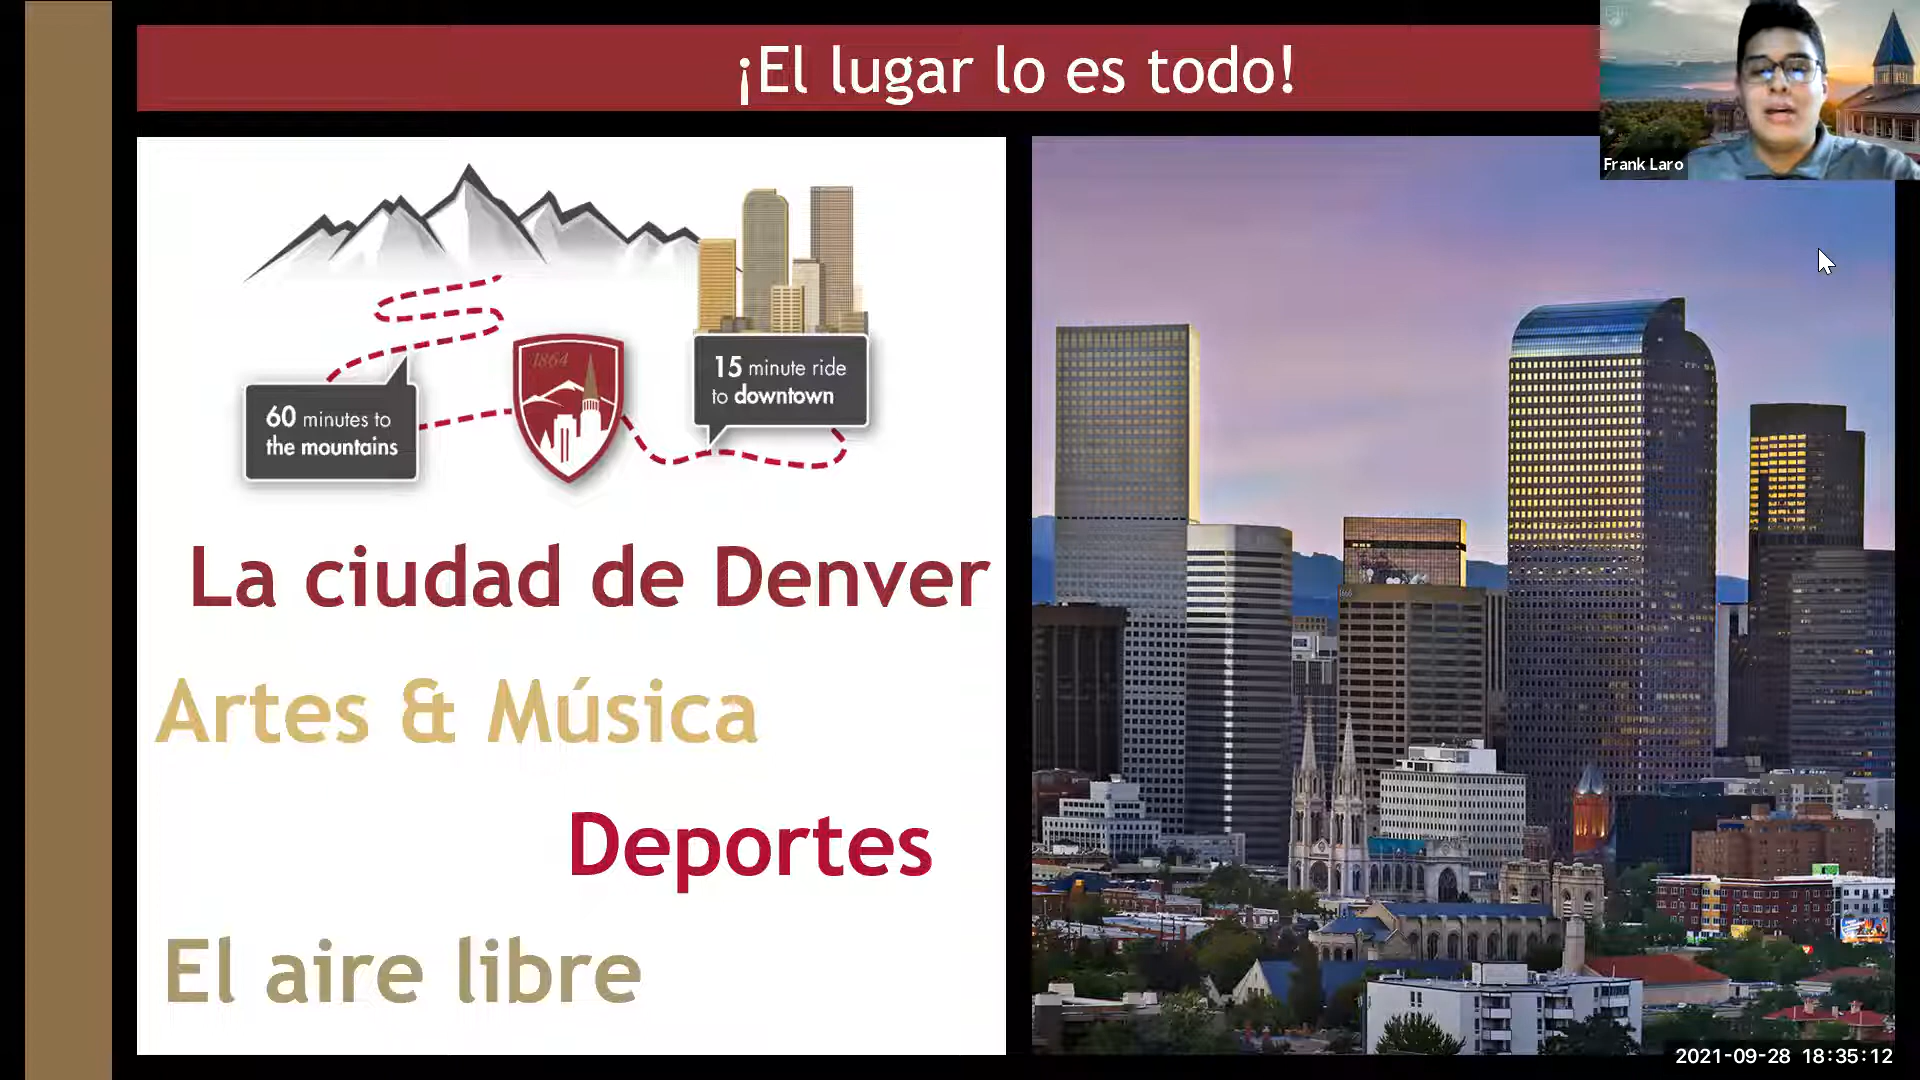 ¡El lugar lo es todo!
Frank Laro
60 minutes to
the mountains
1864
15 minute ride
to downtown
La ciudad de Denver
Artes & Música
Deportes
El aire libre
2021-09-28 18:35:12